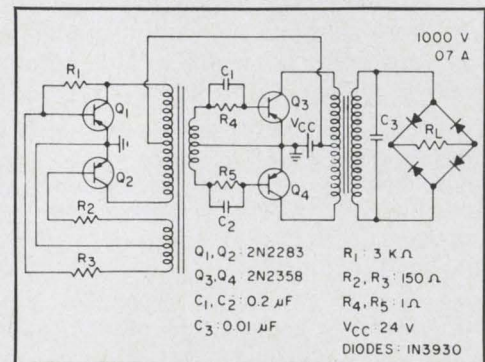 1000 V
07 A
R1
C1
Q1
Q3
R4
VCC
C3
RL
Q2
R5
Q4
R2
C2
R3
Q1, Q2 : 2N2283
Q3, Q4 : 2N2358
C1, C2 : 0.2 µF
C3 : 0.01 µF
R1 : 3 KΩ
R2, R3 : 150 Ω
R4, R5 : 1Ω
VCC : 24 V
DIODES : 1N3930